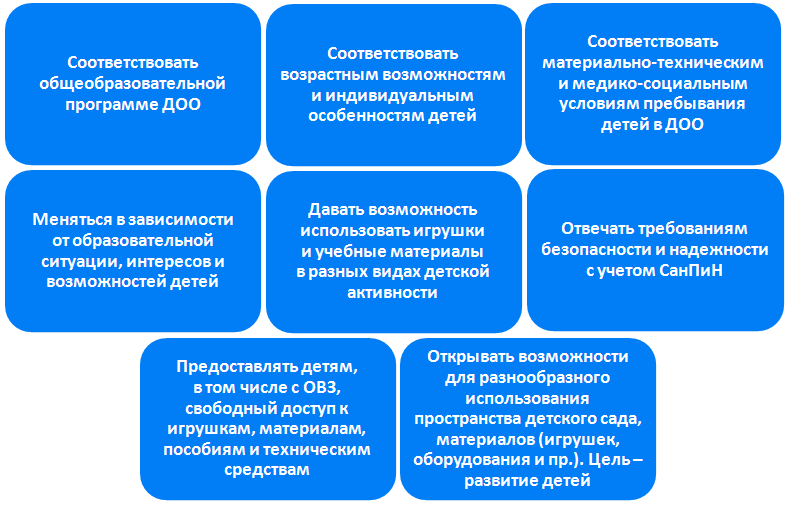 Соответствовать
общеобразовательной
программе ДОО
Соответствовать
возрастным возможностям
и индивидуальным
особенностям детей
Соответствовать
материально-техническим
и медико-социальным
условиям пребывания
детей в ДОО
Меняться в зависимости
от образовательной
ситуации, интересов и
возможностей детей
Давать возможность
использовать игрушки
и учебные материалы
в разных видах детской
активности
Отвечать требованиям
безопасности и надежности
с учетом СанПиН
Предоставлять детям,
в том числе с ОВЗ,
свободный доступ к
игрушкам, материалам,
пособиям и техническим
средствам
Открывать возможности
для разнообразного
использования
пространства детского сада,
материалов (игрушек,
оборудования и пр.). Цель –
развитие детей